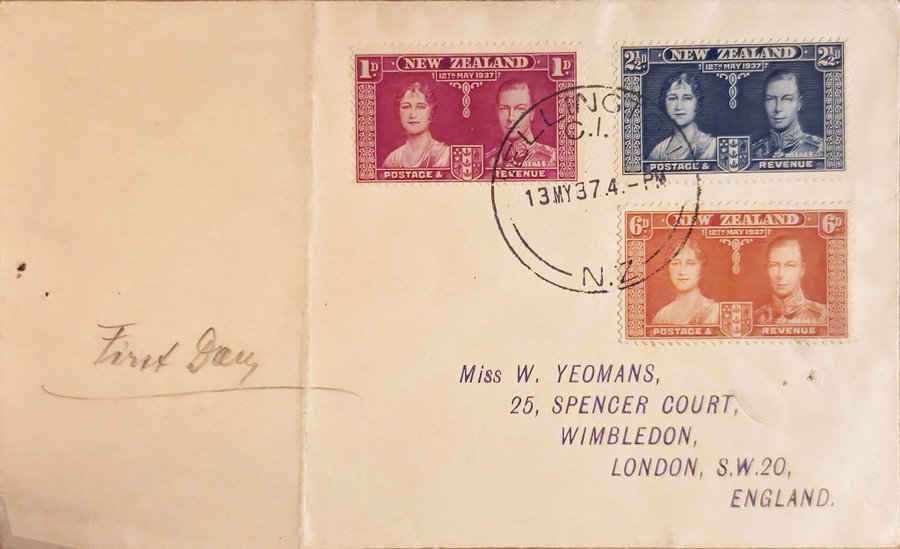 1D NEW ZEALAND 1D
12TH MAY 1937
POSTAGE & REVENUE
2½D NEW ZEALAND 2½D
12TH MAY 1937
POSTAGE & REVENUE
ELLINGTON C.1.
13 MY 37 4.-PM
N.Z
6D NEW ZEALAND 6D
12TH MAY 1937
POSTAGE & REVENUE
First Day
Miss W. YEOMANS,
25, SPENCER COURT,
WIMBLEDON,
LONDON, S.W.20,
ENGLAND.